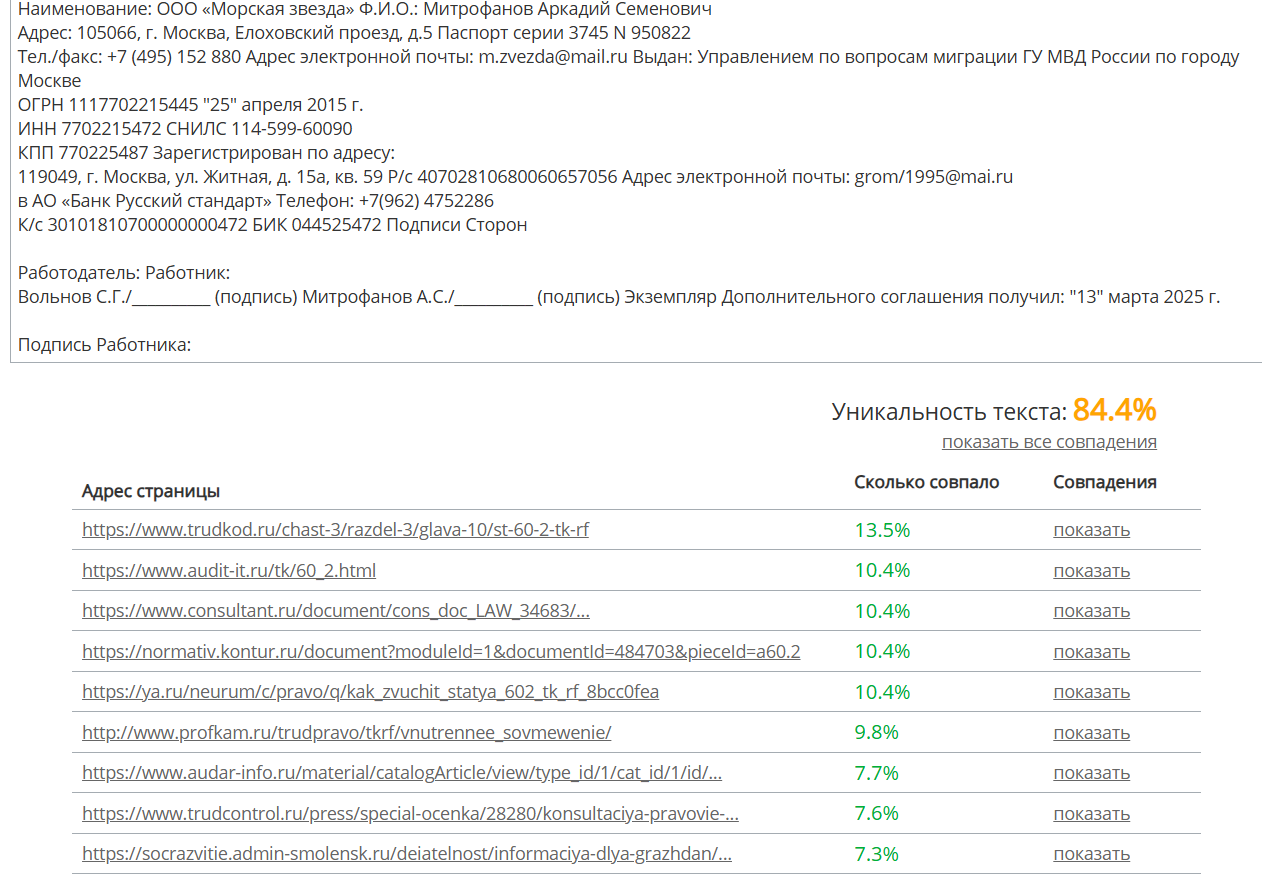 Наименование: ООО «Морская звезда» Ф.И.О.: Митрофанов Аркадий Семенович
Адрес: 105066, г. Москва, Елоховский проезд, д.5 Паспорт серии 3745 N 950822
Тел./факс: +7 (495) 152 880 Адрес электронной почты: m.zvezda@mail.ru Выдан: Управлением по вопросам миграции ГУ МВД России по городу
Москве
ОГРН 1117702215445 "25" апреля 2015 г.
ИНН 7702215472 СНИЛС 114-599-60090
КПП 770225487 Зарегистрирован по адресу:
119049, г. Москва, ул. Житная, д. 15а, кв. 59 Р/с 40702810680060657056 Адрес электронной почты: grom/1995@mai.ru
в АО «Банк Русский стандарт» Телефон: +7(962) 4752286
К/с 30101810700000000472 БИК 044525472 Подписи Сторон
Работодатель: Работник:
Вольнов С.Г./_________ (подпись) Митрофанов А.С./_________ (подпись) Экземпляр Дополнительного соглашения получил: "13" марта 2025 г.
Подпись Работника:
Уникальность текста: 84.4%
показать все совпадения
Адрес страницы Сколько совпало Совпадения
https://www.trudkod.ru/chast-3/razdel-3/glava-10/st-60-2-tk-rf 13.5% показать
https://www.audit-it.ru/tk/60_2.html 10.4% показать
https://www.consultant.ru/document/cons_doc_LAW_34683/... 10.4% показать
https://normativ.kontur.ru/document?moduleId=1&documentId=484703&pieceId=a60.2 10.4% показать
https://ya.ru/neurum/c/pravo/q/kak_zvuchit_statya_602_tk_rf_8bcc0fea 10.4% показать
http://www.profkam.ru/trudpravo/tkrf/vnutrennee_sovmewenie/ 9.8% показать
https://www.audar-info.ru/material/catalogArticle/view/type_id/1/cat_id/1/id/... 7.7% показать
https://www.trudcontrol.ru/press/special-ocenka/28280/konsultaciya-pravovie-... 7.6% показать
https://socrazvitie.admin-smolensk.ru/deiatelnost/informaciya-dlya-grazhdan/... 7.3% показать